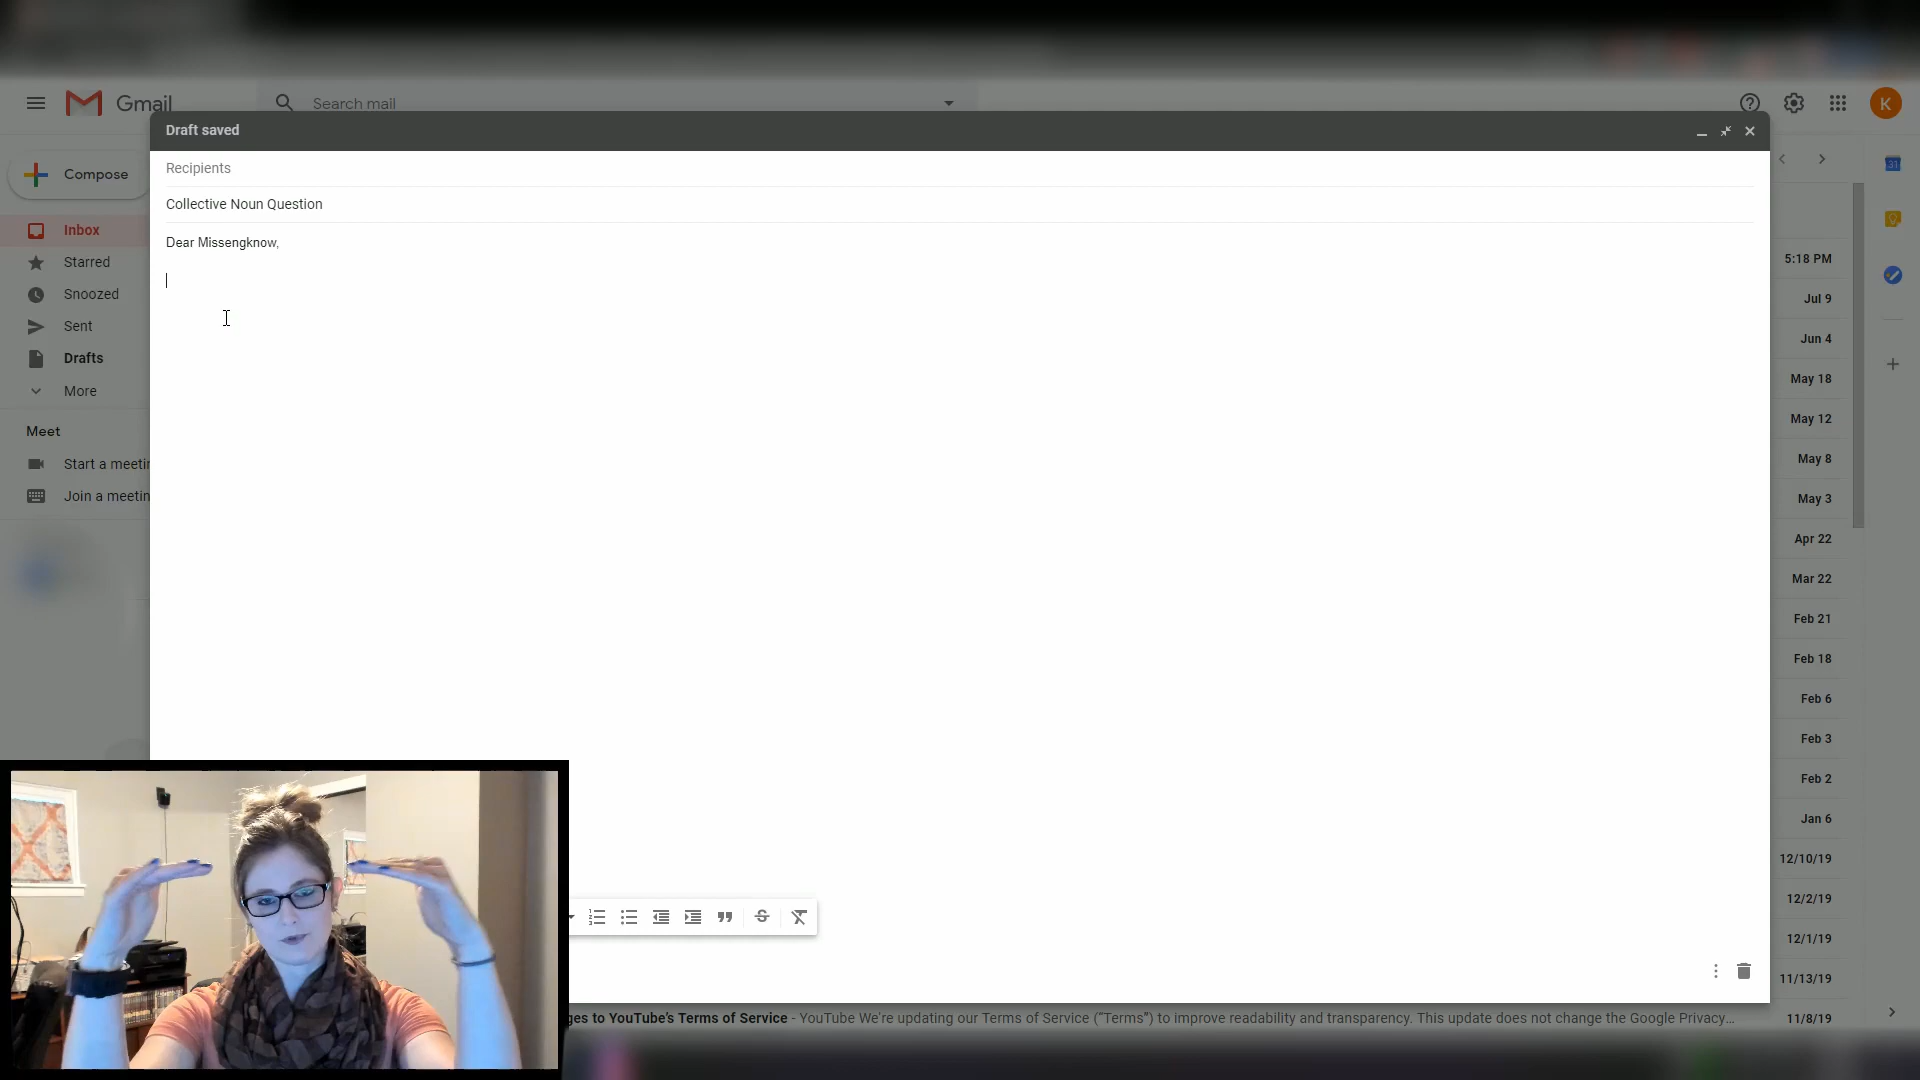 Gmail
Search mail
K
Draft saved
Recipients
Compose
31
Collective Noun Question
Inbox
Dear Missengknow,
Starred
5:18 PM
Snoozed
Jul 9
Sent
Jun 4
Drafts
May 18
More
May 12
Meet
May 8
Start a meetin
Join a meetin
May 3
Apr 22
Mar 22
Feb 21
Feb 18
Feb 6
Feb 3
Feb 2
Jan 6
12/10/19
12/2/19
12/1/19
11/13/19
ges to YouTube's Terms of Service - YouTube We're updating our Terms of Service ("Terms") to improve readability and transparency. This update does not change the Google Privacy...
11/8/19